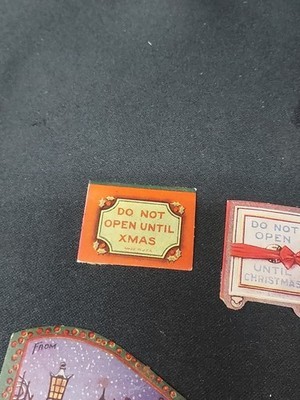 DO NOT
OPEN UNTIL
XMAS
DO NOT
OPEN
UNTIL
CHRISTMAS
FROM